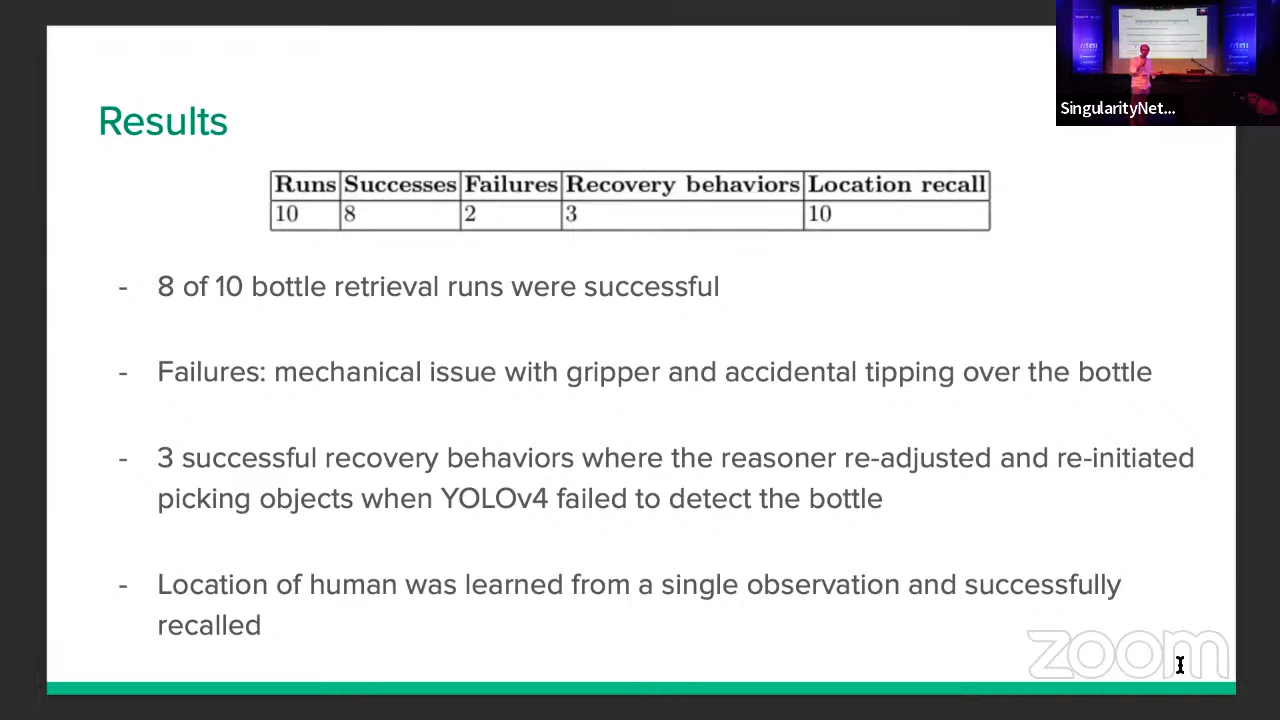 SingularityNet...
Results
Runs Successes Failures Recovery behaviors Location recall
10 8 2 3 10
- 8 of 10 bottle retrieval runs were successful
- Failures: mechanical issue with gripper and accidental tipping over the bottle
- 3 successful recovery behaviors where the reasoner re-adjusted and re-initiated
picking objects when YOLOv4 failed to detect the bottle
- Location of human was learned from a single observation and successfully
recalled
zoom